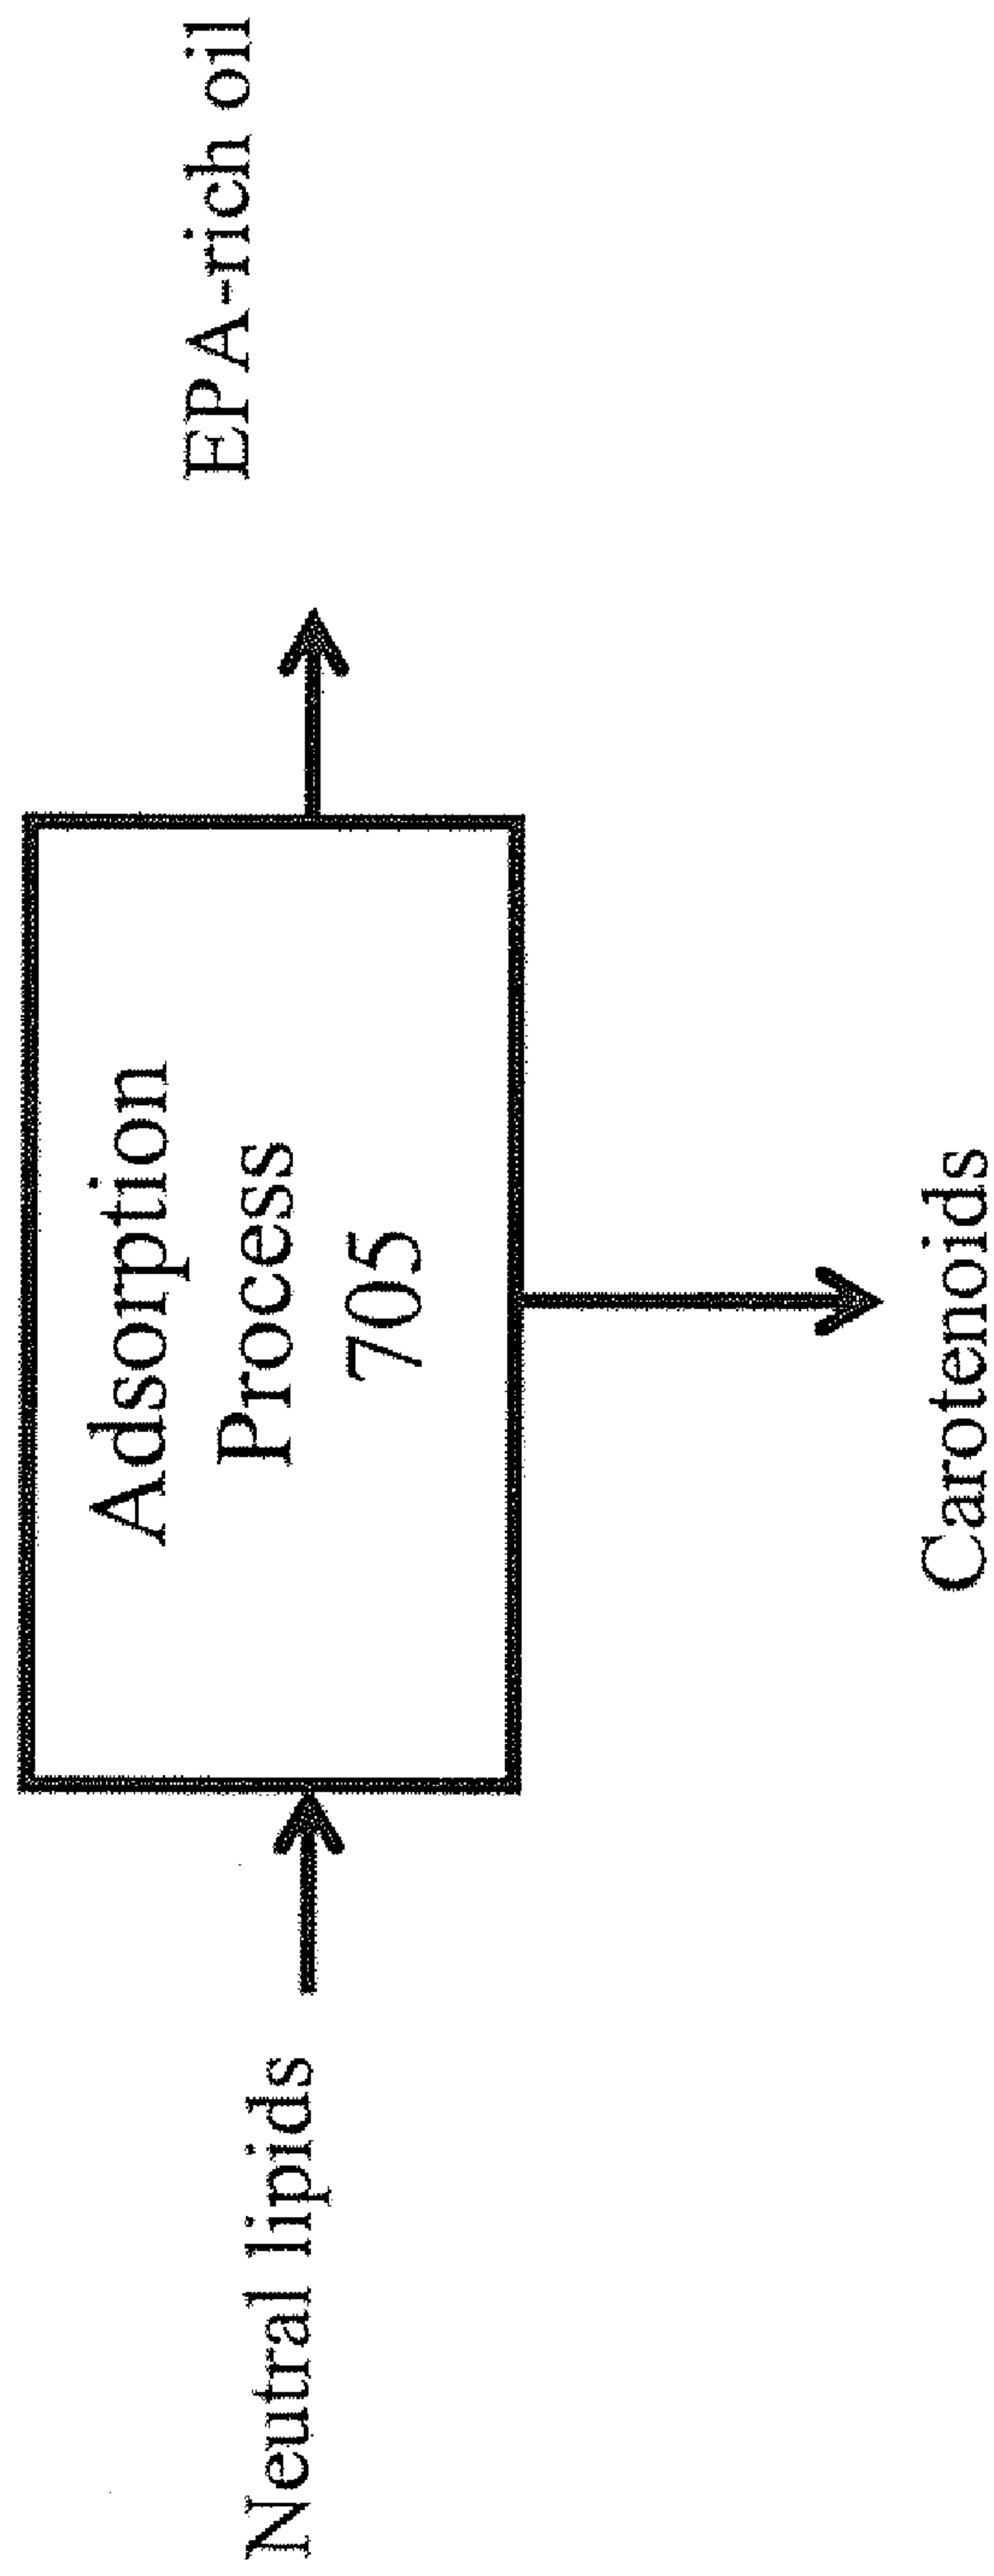 Neutral lipids
Adsorption
Process
705
EPA-rich oil
Carotenoids